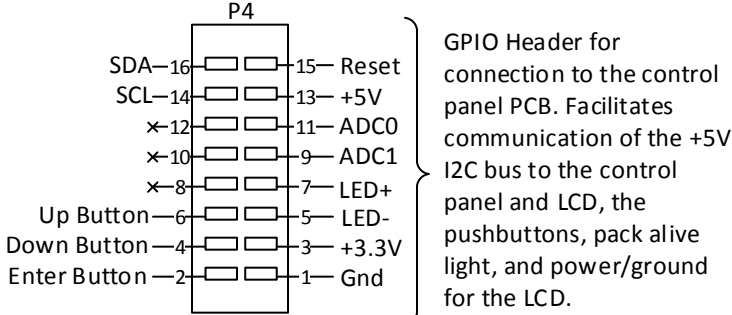 P4
SDA 16 15 Reset
SCL 14 13 +5V
12 11 ADC0
10 9 ADC1
8 7 LED+
Up Button 6 5 LED-
Down Button 4 3 +3.3V
Enter Button 2 1 Gnd
GPIO Header for
connection to the control
panel PCB. Facilitates
communication of the +5V
I2C bus to the control
panel and LCD, the
pushbuttons, pack alive
light, and power/ground
for the LCD.